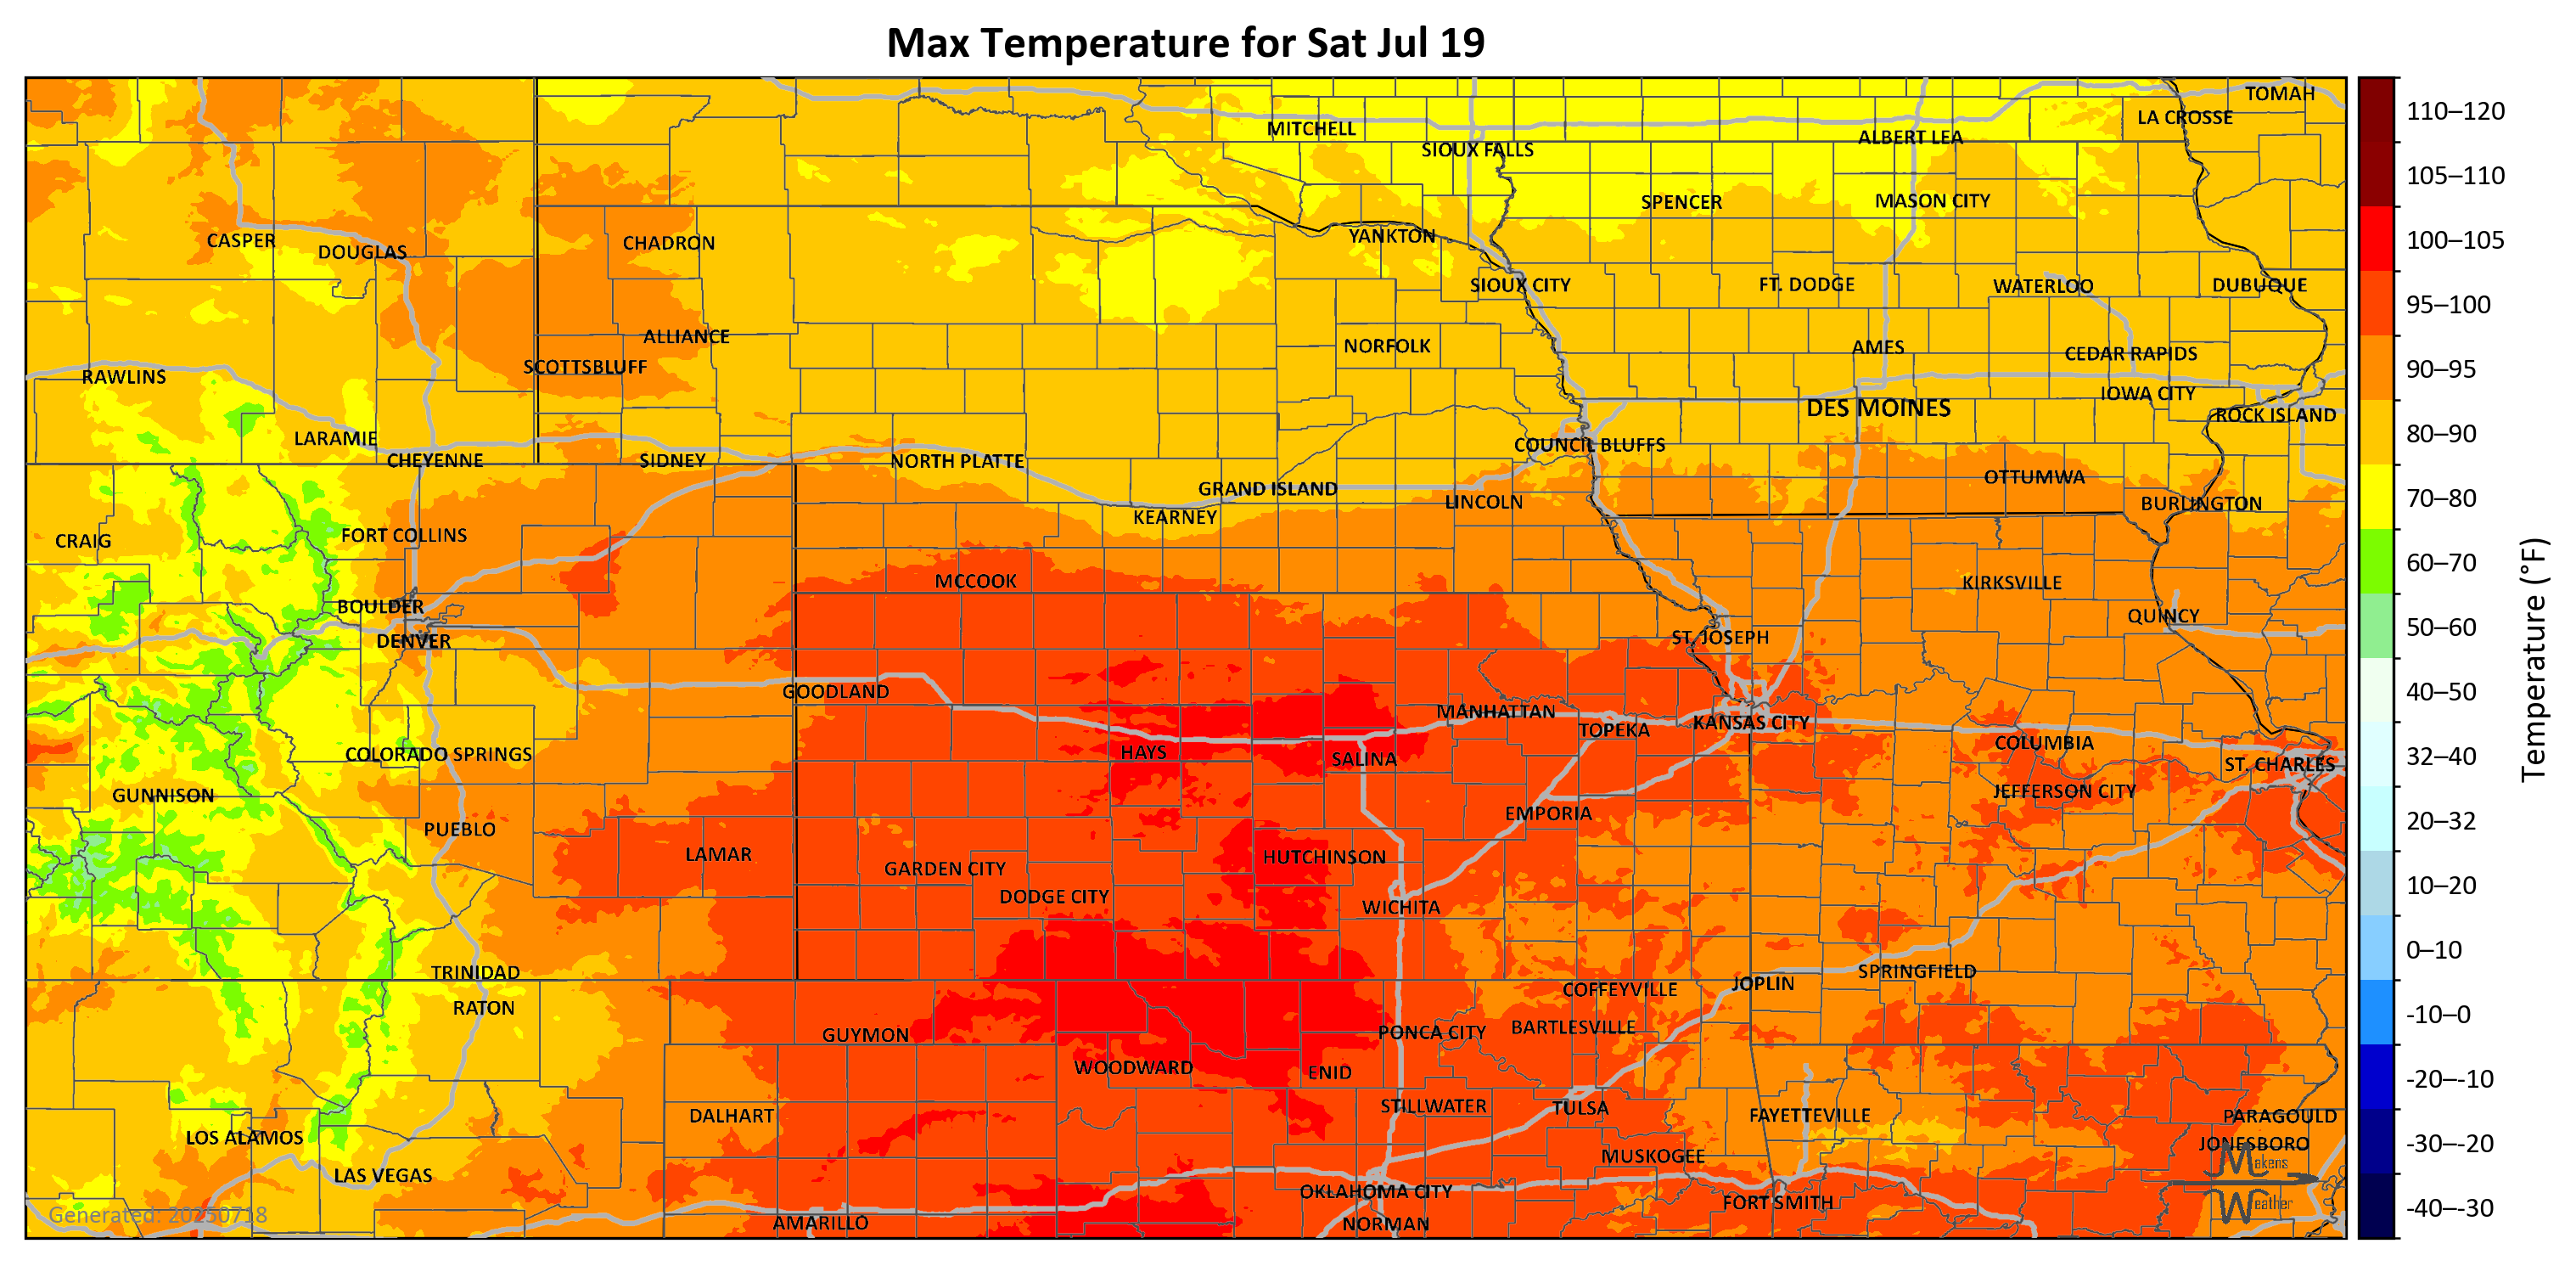 Max Temperature for Sat Jul 19
TOMAH
LA CROSSE
MITCHELL
ALBERT LEA
SIOUX FALLS
SPENCER
MASON CITY
CASPER
DOUGLAS
CHADRON
YANKTON
SIOUX CITY
FT. DODGE
WATERLOO
DUBUQUE
ALLIANCE
NORFOLK
AMES
CEDAR RAPIDS
SCOTTSBLUFF
RAWLINS
IOWA CITY
DES MOINES
ROCK ISLAND
LARAMIE
COUNCIL BLUFFS
CHEYENNE
SIDNEY
NORTH PLATTE
OTTUMWA
GRAND ISLAND
LINCOLN
BURLINGTON
KEARNEY
CRAIG
FORT COLLINS
MCCOOK
KIRKSVILLE
BOULDER
QUINCY
DENVER
ST. JOSEPH
GOODLAND
MANHATTAN
TOPEKA
KANSAS CITY
COLUMBIA
COLORADO SPRINGS
HAYS
SALINA
ST. CHARLES
GUNNISON
JEFFERSON CITY
EMPORIA
PUEBLO
LAMAR
HUTCHINSON
GARDEN CITY
DODGE CITY
WICHITA
TRINIDAD
SPRINGFIELD
JOPLIN
COFFEYVILLE
RATON
GUYMON
PONCA CITY
BARTLESVILLE
WOODWARD
ENID
STILLWATER
TULSA
DALHART
FAYETTEVILLE
PARAGOULD
LOS ALAMOS
JONESBORO
MUSKOGEE
LAS VEGAS
OKLAHOMA CITY
FORT SMITH
AMARILLO
NORMAN
Generated: 20250718
Makens
Weather
110–120
105–110
100–105
95–100
90–95
80–90
70–80
60–70
50–60
40–50
32–40
20–32
10–20
0–10
-10–0
-20–-10
-30–-20
-40–-30
Temperature (°F)